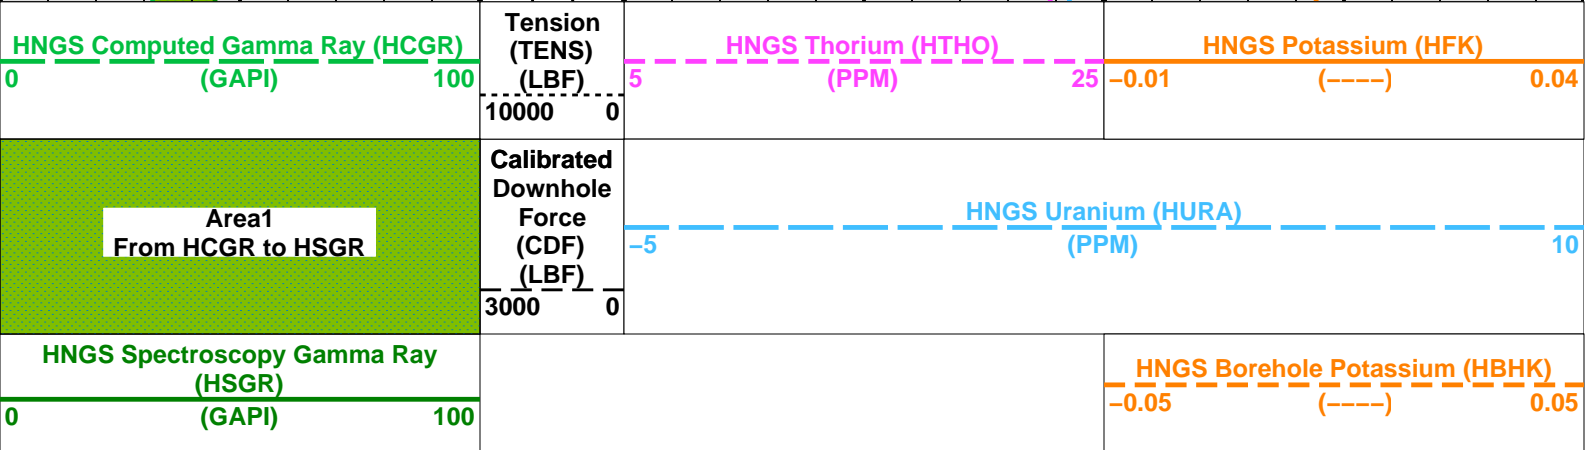 HNGS Computed Gamma Ray (HCGR)
0 (GAPI) 100
Tension
(TENS)
(LBF)
10000 0
HNGS Thorium (HTHO)
5 (PPM) 25
HNGS Potassium (HFK)
−0.01 (−−−−) 0.04
Area1
From HCGR to HSGR
Calibrated
Downhole
Force
(CDF)
(LBF)
3000 0
HNGS Uranium (HURA)
−5 (PPM) 10
HNGS Spectroscopy Gamma Ray
(HSGR)
0 (GAPI) 100
HNGS Borehole Potassium (HBHK)
−0.05 (−−−−) 0.05